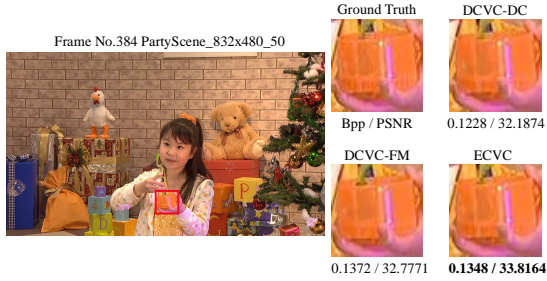 Frame No.384 PartyScene_832x480_50
Ground Truth
DCVC-DC
Bpp / PSNR
0.1228 / 32.1874
DCVC-FM
ECVC
0.1372 / 32.7771
0.1348 / 33.8164
P
D